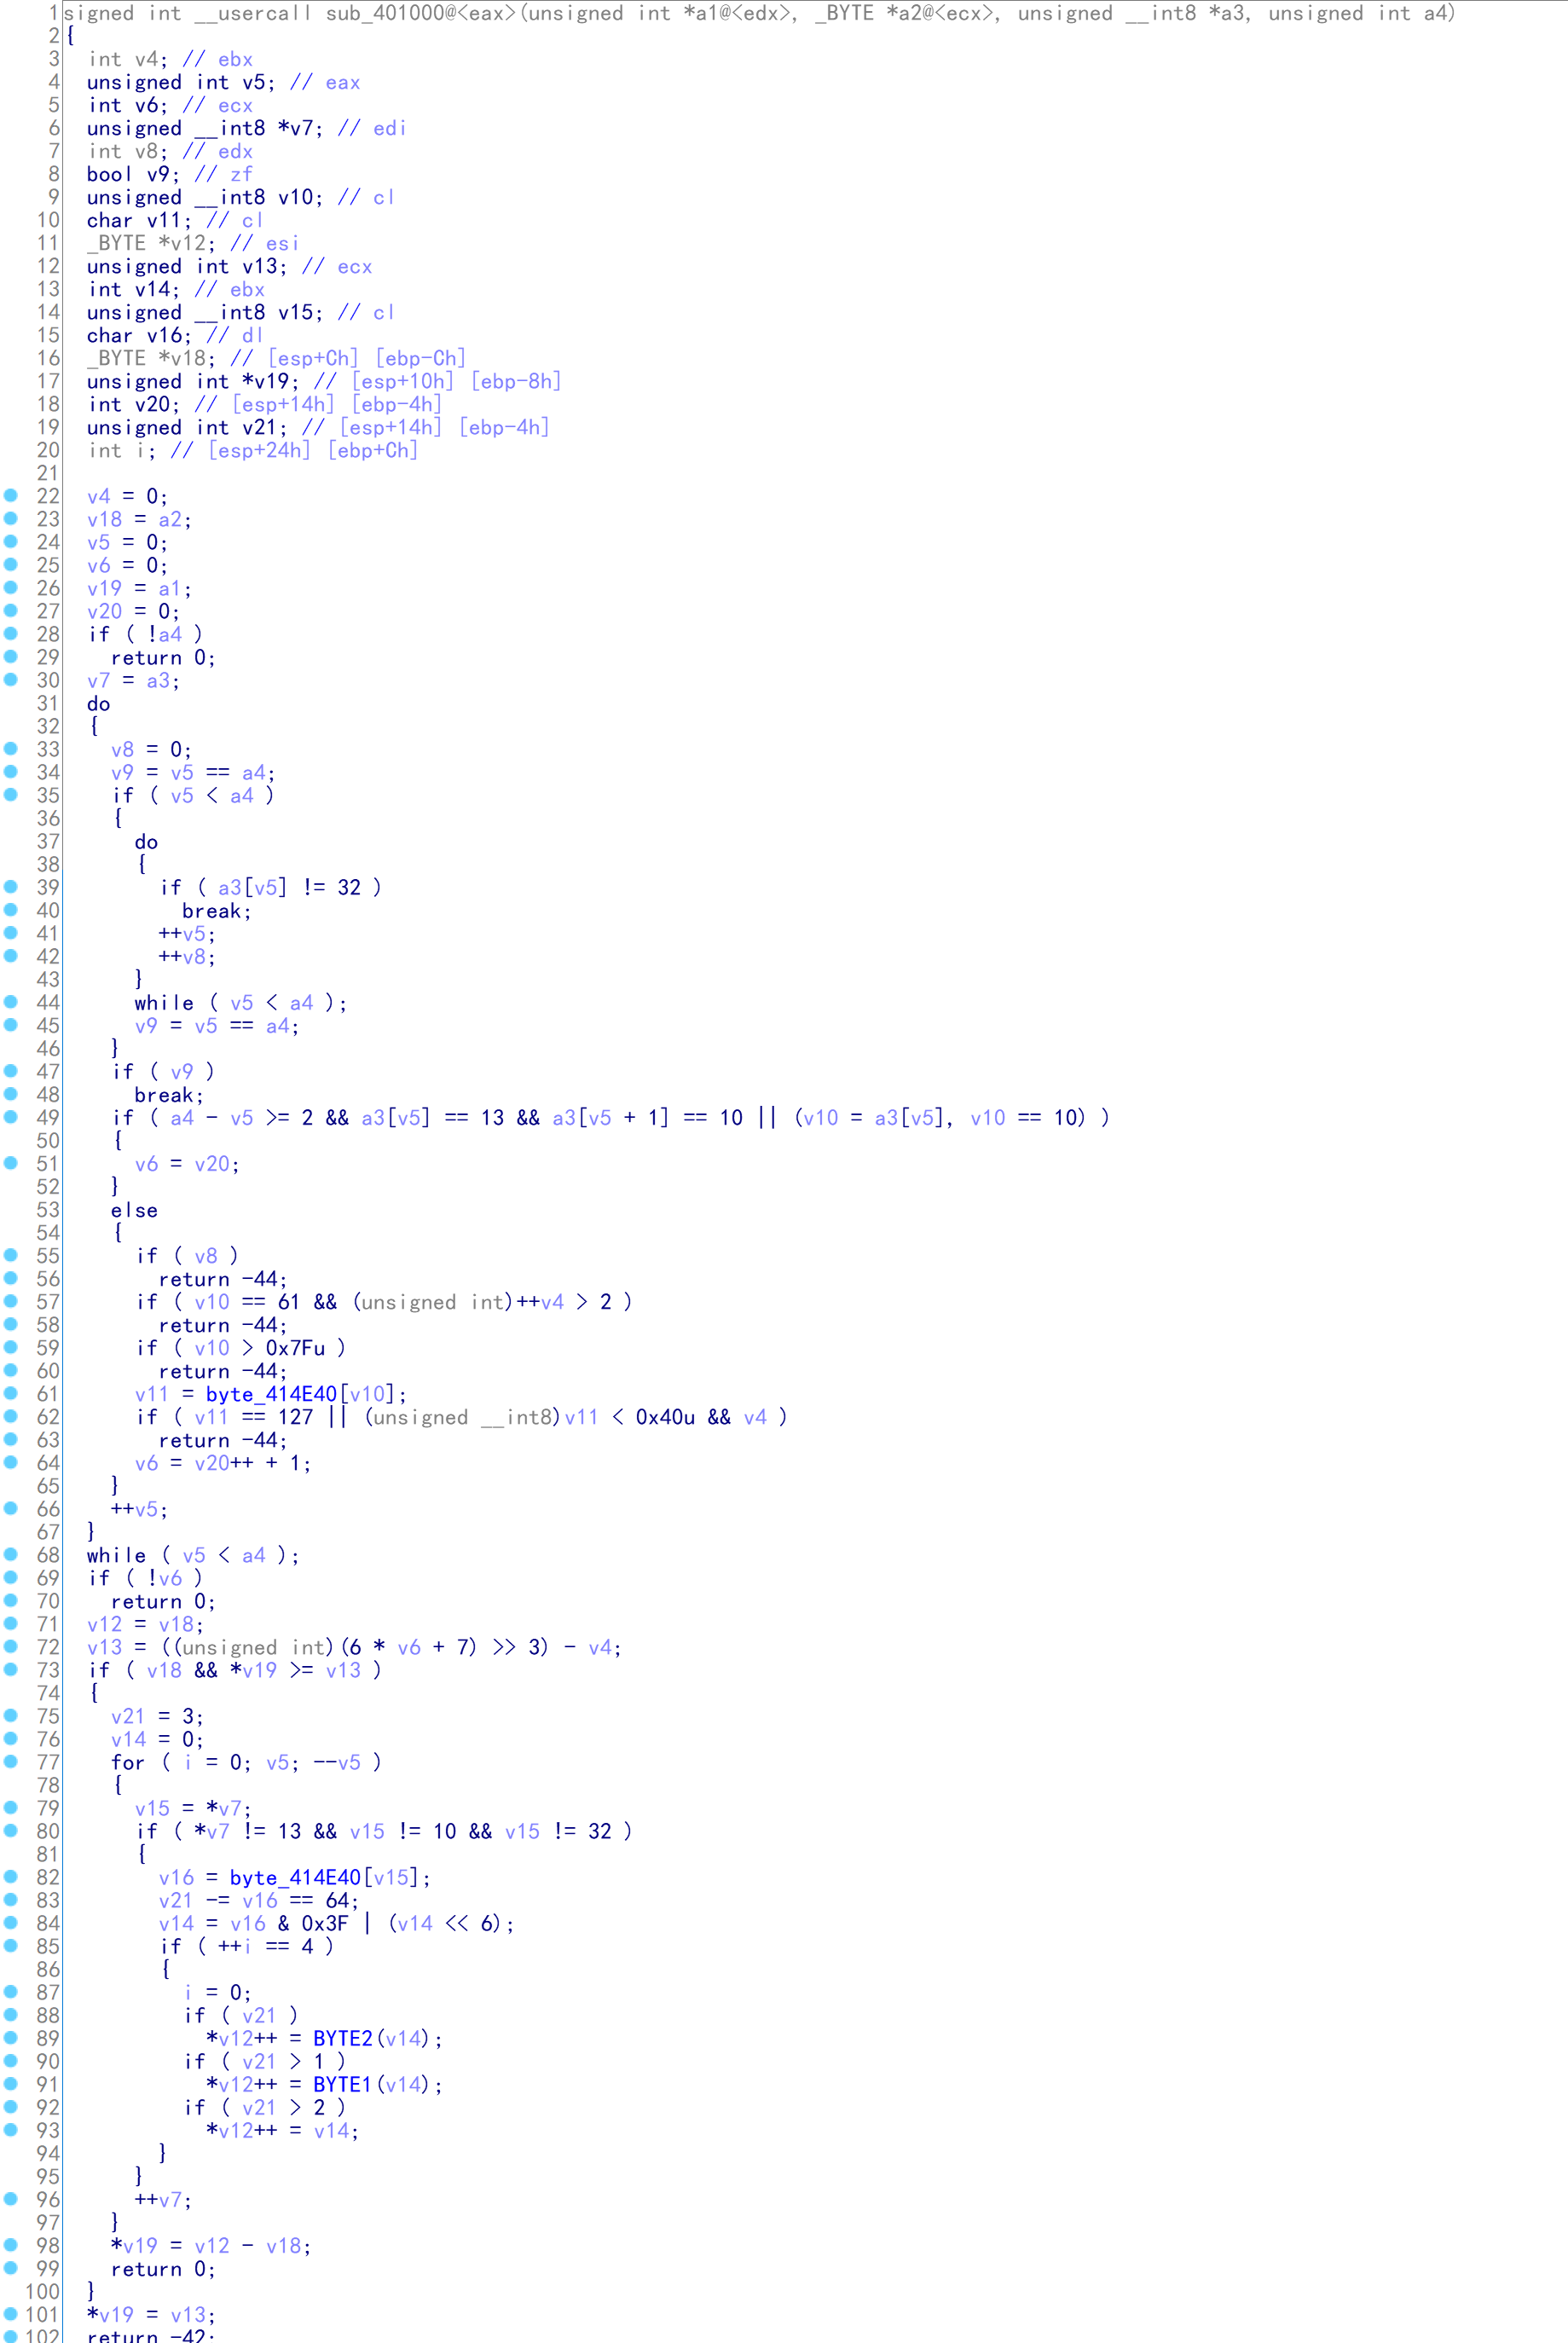 1 signed int __usercall sub_401000@<eax>(unsigned int *a1@<edx>, _BYTE *a2@<ecx>, unsigned __int8 *a3, unsigned int a4)
2 {
3 int v4; // ebx
4 unsigned int v5; // eax
5 int v6; // ecx
6 unsigned __int8 *v7; // edi
7 int v8; // edx
8 bool v9; // zf
9 unsigned __int8 v10; // cl
10 char v11; // cl
11 _BYTE *v12; // esi
12 unsigned int v13; // ecx
13 int v14; // ebx
14 unsigned __int8 v15; // cl
15 char v16; // dl
16 _BYTE *v18; // [esp+Ch] [ebp-Ch]
17 unsigned int *v19; // [esp+10h] [ebp-8h]
18 int v20; // [esp+14h] [ebp-4h]
19 unsigned int v21; // [esp+14h] [ebp-4h]
20 int i; // [esp+24h] [ebp+Ch]
21
22 v4 = 0;
23 v18 = a2;
24 v5 = 0;
25 v6 = 0;
26 v19 = a1;
27 v20 = 0;
28 if ( !a4 )
29 return 0;
30 v7 = a3;
31 do
32 {
33 v8 = 0;
34 v9 = v5 == a4;
35 if ( v5 < a4 )
36 {
37 do
38 {
39 if ( a3[v5] != 32 )
40 break;
41 ++v5;
42 ++v8;
43 }
44 while ( v5 < a4 );
45 v9 = v5 == a4;
46 }
47 if ( v9 )
48 break;
49 if ( a4 - v5 >= 2 && a3[v5] == 13 && a3[v5 + 1] == 10 || (v10 = a3[v5], v10 == 10) )
50 {
51 v6 = v20;
52 }
53 else
54 {
55 if ( v8 )
56 return -44;
57 if ( v10 == 61 && (unsigned int)++v4 > 2 )
58 return -44;
59 if ( v10 > 0x7Fu )
60 return -44;
61 v11 = byte_414E40[v10];
62 if ( v11 == 127 || (unsigned __int8)v11 < 0x40u && v4 )
63 return -44;
64 v6 = v20++ + 1;
65 }
66 ++v5;
67 }
68 while ( v5 < a4 );
69 if ( !v6 )
70 return 0;
71 v12 = v18;
72 v13 = ((unsigned int)(6 * v6 + 7) >> 3) - v4;
73 if ( v18 && *v19 >= v13 )
74 {
75 v21 = 3;
76 v14 = 0;
77 for ( i = 0; v5; --v5 )
78 {
79 v15 = *v7;
80 if ( *v7 != 13 && v15 != 10 && v15 != 32 )
81 {
82 v16 = byte_414E40[v15];
83 v21 -= v16 == 64;
84 v14 = v16 & 0x3F | (v14 << 6);
85 if ( ++i == 4 )
86 {
87 i = 0;
88 if ( v21 )
89 *v12++ = BYTE2(v14);
90 if ( v21 > 1 )
91 *v12++ = BYTE1(v14);
92 if ( v21 > 2 )
93 *v12++ = v14;
94 }
95 }
96 ++v7;
97 }
98 *v19 = v12 - v18;
99 return 0;
100 }
101 *v19 = v13;
102 return -42;